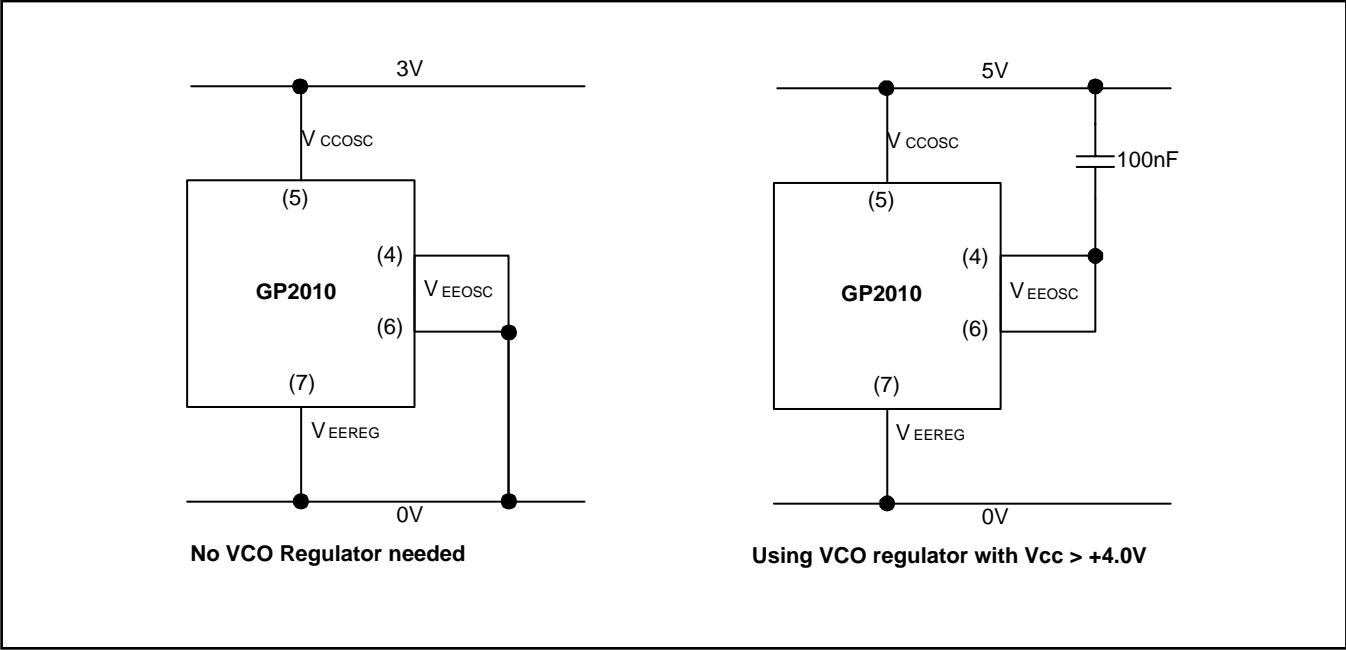 3V
V CCOSC
(5)
(4)
GP2010
V EEOSC
(6)
(7)
V EEREG
0V
No VCO Regulator needed
5V
V CCOSC
100nF
(5)
(4)
GP2010
V EEOSC
(6)
(7)
V EEREG
0V
Using VCO regulator with Vcc > +4.0V